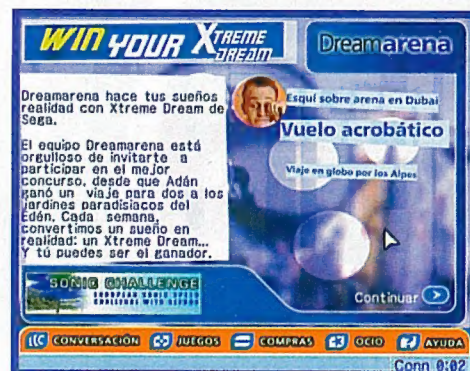 WIN YOUR XTREME DREAM
Dreamarena
Dreamarena hace tus sueños
realidad con Xtreme Dream de
Sega.
El equipo Dreamarena está
orgulloso de invitarte a
participar en el mejor
concurso, desde que Adán
ganó un viaje para dos a los
jardines paradisiacos del
Edén. Cada semana,
convertimos un sueño en
realidad: un Xtreme Dream...
Y tú puedes ser el ganador.
Esquí sobre arena en Dubai
Vuelo acrobático
Viaje en globo por los Alpes
SONIC CHALLENGE
EUROPEAN SONIC SPEED
Continuar
CONVERSACIÓN
JUEGOS
COMPRAS
OCIO
AYUDA
Conn 0:02